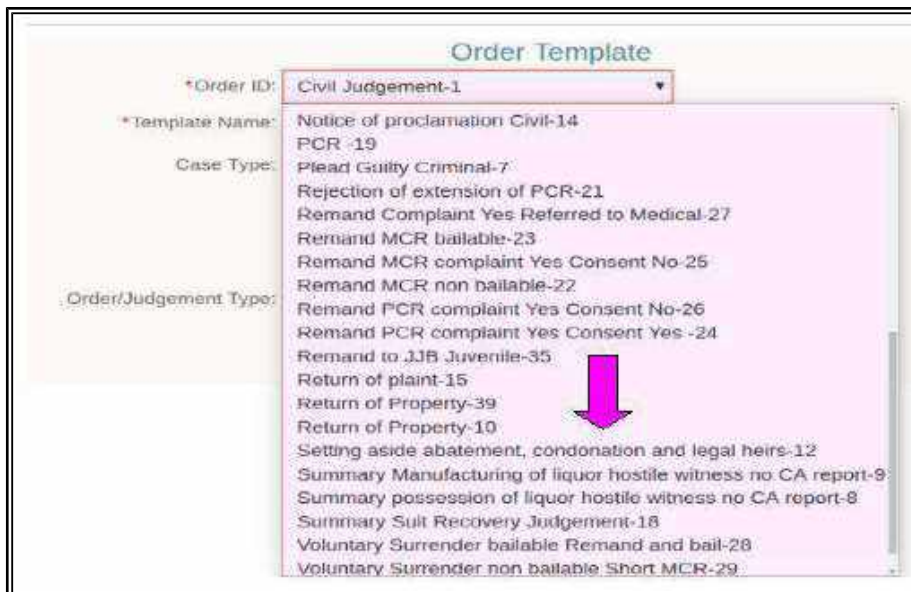 Order Template
*Order ID: Civil Judgement-1
*Template Name:
Notice of proclamation Civil-14
PCR -19
Case Type:
Plead Guilty Criminal-7
Rejection of extension of PCR-21
Remand Complaint Yes Referred to Medical-27
Remand MCR bailable-23
Remand MCR complaint Yes Consent No-25
Remand MCR non bailable-22
Order/Judgement Type:
Remand PCR complaint Yes Consent No-26
Remand PCR complaint Yes Consent Yes -24
Remand to JJB Juvenile-35
Return of plaint-15
Return of Property-39
Return of Property-10
Setting aside abatement, condonation and legal heirs-12
Summary Manufacturing of liquor hostile witness no CA report-9
Summary possession of liquor hostile witness no CA report-8
Summary Suit Recovery Judgement-18
Voluntary Surrender bailable Remand and bail-28
Voluntary Surrender non bailable Short MCR-29